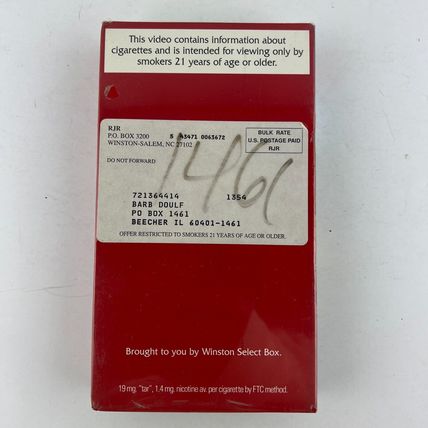 This video contains information about
cigarettes and is intended for viewing only by
smokers 21 years of age or older.
RJR
P.O. BOX 3200
WINSTON-SALEM, NC 27102
S 43471 0063672
BULK RATE
U.S. POSTAGE PAID
RJR
DO NOT FORWARD
1461
721364414 1354
BARB DOULF
PO BOX 1461
BEECHER IL 60401-1461
OFFER RESTRICTED TO SMOKERS 21 YEARS OF AGE OR OLDER.
Brought to you by Winston Select Box.
19 mg. "tar", 1.4 mg. nicotine av. per cigarette by FTC method.